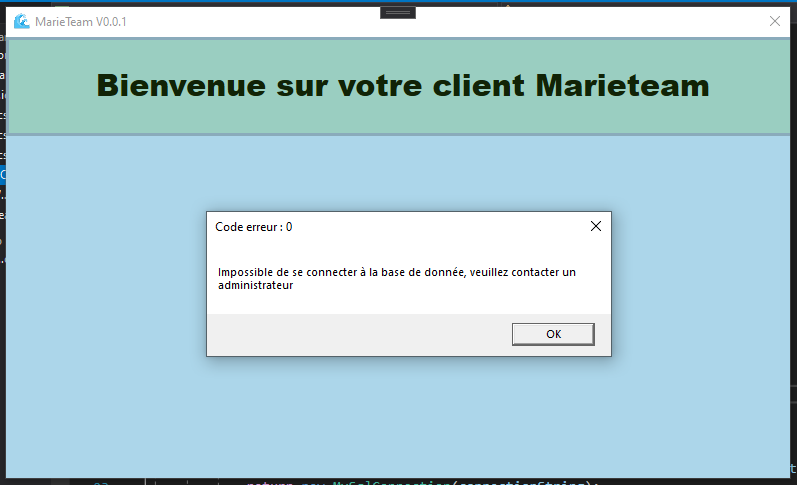 MarieTeam V0.0.1
Bienvenue sur votre client Marieteam
Code erreur : 0
Impossible de se connecter à la base de donnée, veuillez contacter un
administrateur
OK
return new MySqlConnection(connectionString);